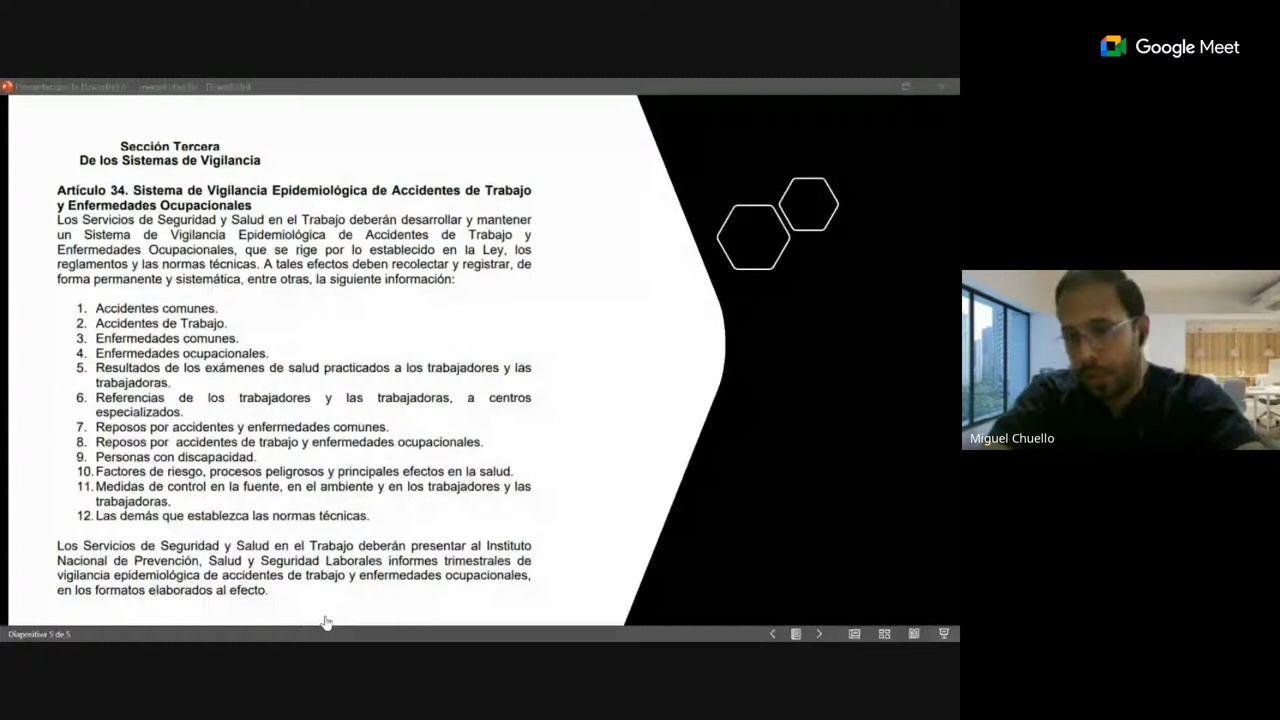 Google Meet
Sección Tercera
De los Sistemas de Vigilancia
Artículo 34. Sistema de Vigilancia Epidemiológica de Accidentes de Trabajo
y Enfermedades Ocupacionales
Los Servicios de Seguridad y Salud en el Trabajo deberán desarrollar y mantener
un Sistema de Vigilancia Epidemiológica de Accidentes de Trabajo y
Enfermedades Ocupacionales, que se rige por lo establecido en la Ley, los
reglamentos y las normas técnicas. A tales efectos deben recolectar y registrar, de
forma permanente y sistemática, entre otras, la siguiente información:
1. Accidentes comunes.
2. Accidentes de Trabajo.
3. Enfermedades comunes.
4. Enfermedades ocupacionales.
5. Resultados de los exámenes de salud practicados a los trabajadores y las
trabajadoras.
6. Referencias de los trabajadores y las trabajadoras, a centros
especializados.
7. Reposos por accidentes y enfermedades comunes.
8. Reposos por accidentes de trabajo y enfermedades ocupacionales.
9. Personas con discapacidad.
10. Factores de riesgo, procesos peligrosos y principales efectos en la salud.
11. Medidas de control en la fuente, en el ambiente y en los trabajadores y las
trabajadoras.
12. Las demás que establezca las normas técnicas.
Los Servicios de Seguridad y Salud en el Trabajo deberán presentar al Instituto
Nacional de Prevención, Salud y Seguridad Laborales informes trimestrales de
vigilancia epidemiológica de accidentes de trabajo y enfermedades ocupacionales,
en los formatos elaborados al efecto.
Diapositiva 5 de 5
Miguel Chuello